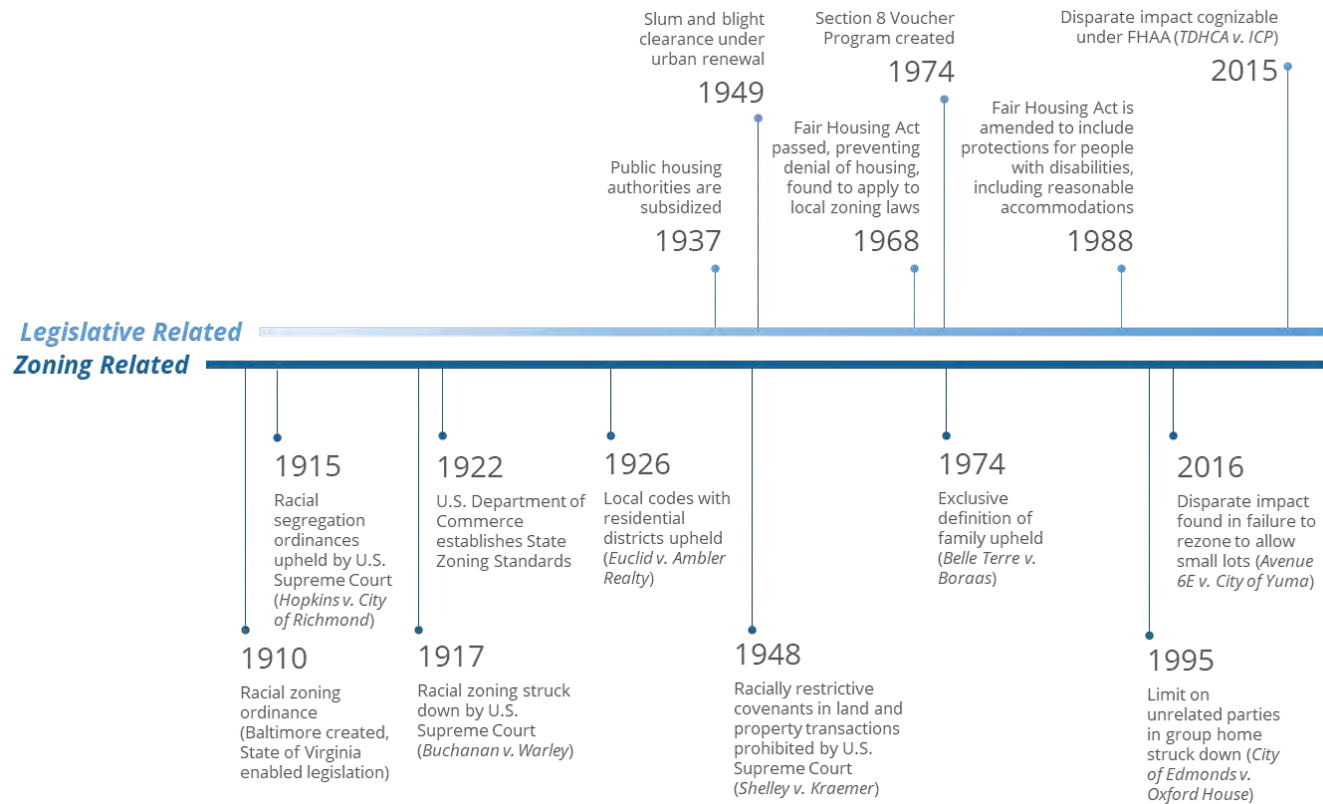 Slum and blight
clearance under
urban renewal
1949
Section 8 Voucher
Program created
1974
Disparate impact cognizable
under FHAA (TDHCA v. ICP)
2015
Public housing
authorities are
subsidized
1937
Fair Housing Act
passed, preventing
denial of housing,
found to apply to
local zoning laws
1968
Fair Housing Act is
amended to include
protections for people
with disabilities,
including reasonable
accommodations
1988
Legislative Related
Zoning Related
1915
Racial
segregation
ordinances
upheld by U.S.
Supreme Court
(Hopkins v. City
of Richmond)
1922
U.S. Department of
Commerce
establishes State
Zoning Standards
1926
Local codes with
residential
districts upheld
(Euclid v. Ambler
Realty)
1974
Exclusive
definition of
family upheld
(Belle Terre v.
Boraas)
2016
Disparate impact
found in failure to
rezone to allow
small lots (Avenue
6E v. City of Yuma)
1910
Racial zoning
ordinance
(Baltimore created,
State of Virginia
enabled legislation)
1917
Racial zoning struck
down by U.S.
Supreme Court
(Buchanan v. Warley)
1948
Racially restrictive
covenants in land and
property transactions
prohibited by U.S.
Supreme Court
(Shelley v. Kraemer)
1995
Limit on
unrelated parties
in group home
struck down (City
of Edmonds v.
Oxford House)